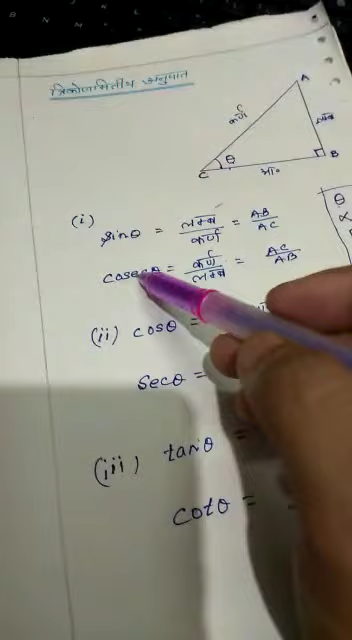 त्रिकोणमितीय अनुपात
A
कर्ण
लम्ब
θ
C
B
आ०
θ
α
(i) sinθ = लम्ब/कर्ण = AB/AC
cosecθ = कर्ण/लम्ब = AC/AB
(ii) cosθ =
secθ =
(iii) tanθ =
cotθ =